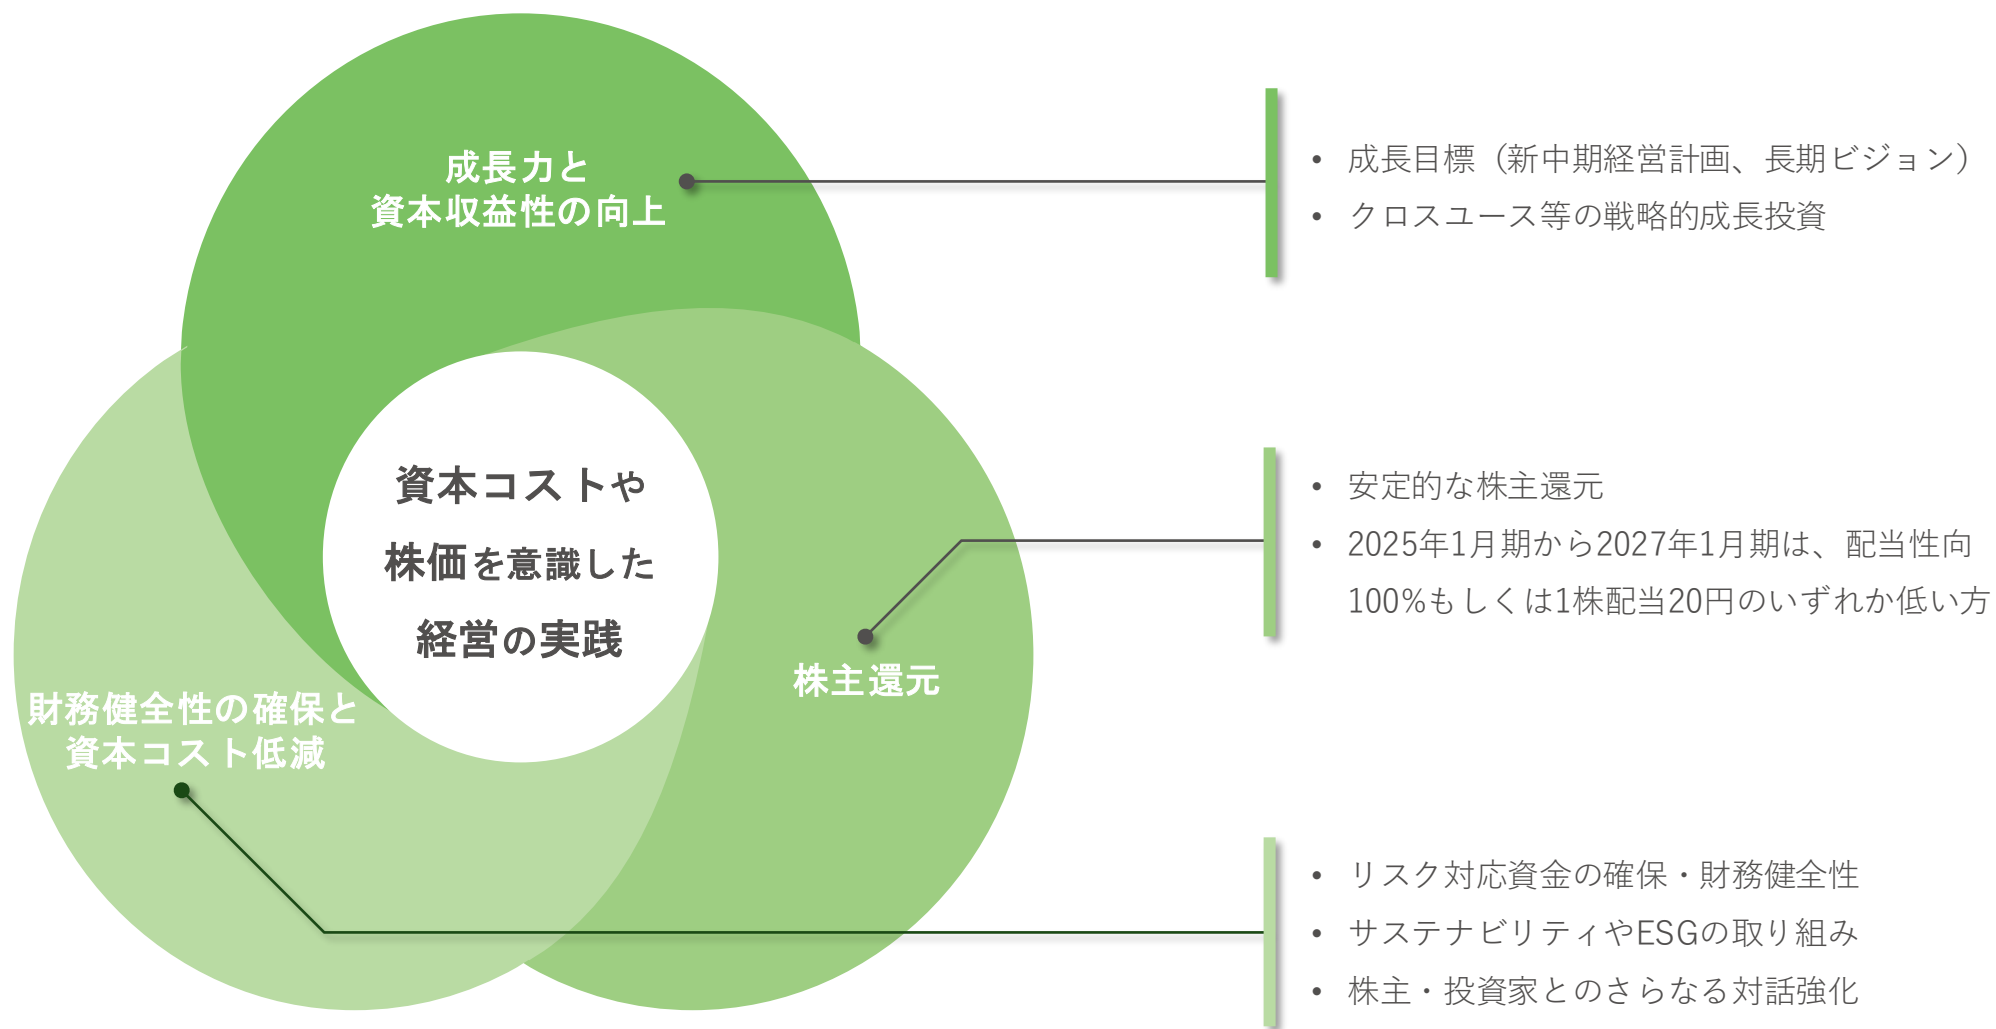 成長力と
資本収益性の向上
• 成長目標（新中期経営計画、長期ビジョン）
• クロスユース等の戦略的成長投資
資本コストや
株価を意識した
経営の実践
株主還元
• 安定的な株主還元
• 2025年1月期から2027年1月期は、配当性向
100%もしくは1株配当20円のいずれか低い方
財務健全性の確保と
資本コスト低減
• リスク対応資金の確保・財務健全性
• サステナビリティやESGの取り組み
• 株主・投資家とのさらなる対話強化